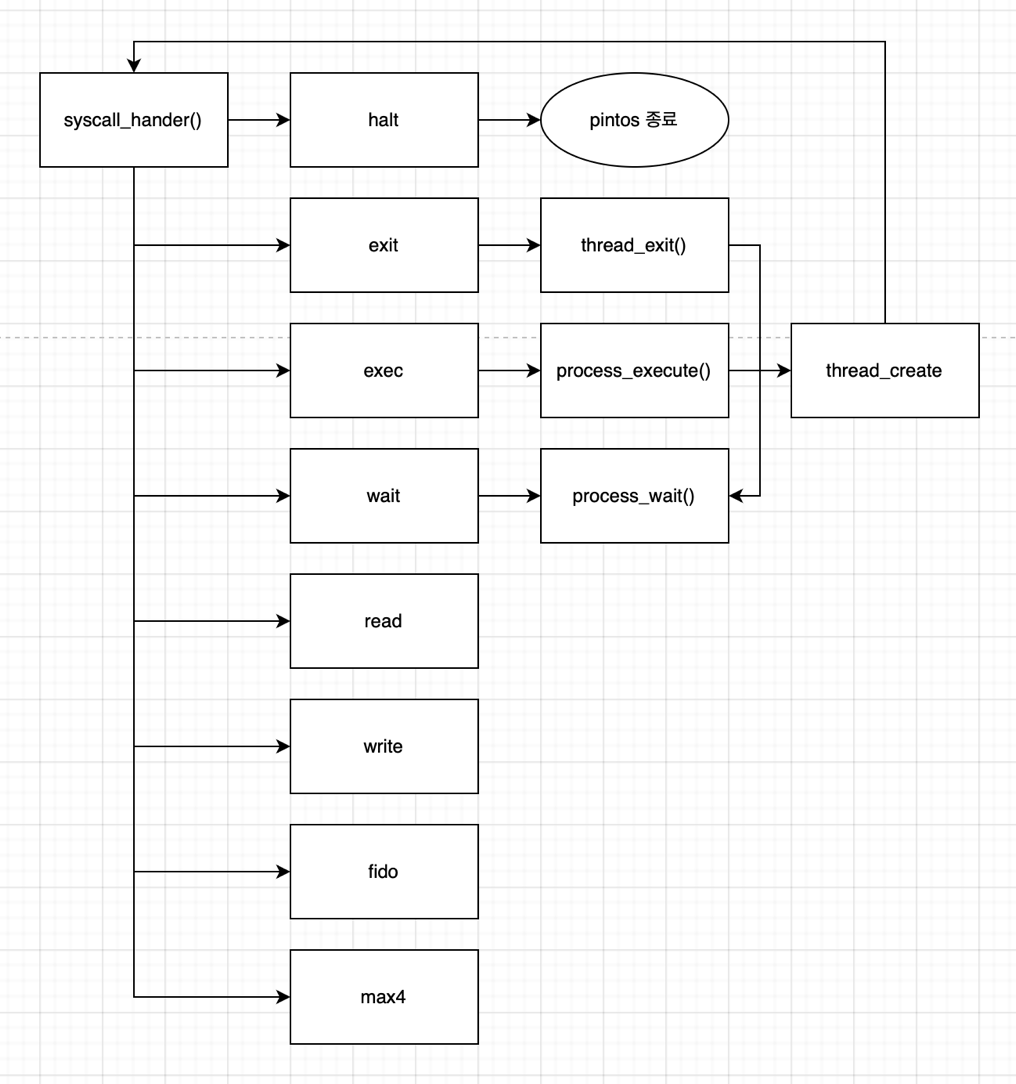 syscall_hander()
halt
pintos 종료
exit
thread_exit()
exec
process_execute()
thread_create
wait
process_wait()
read
write
fido
max4